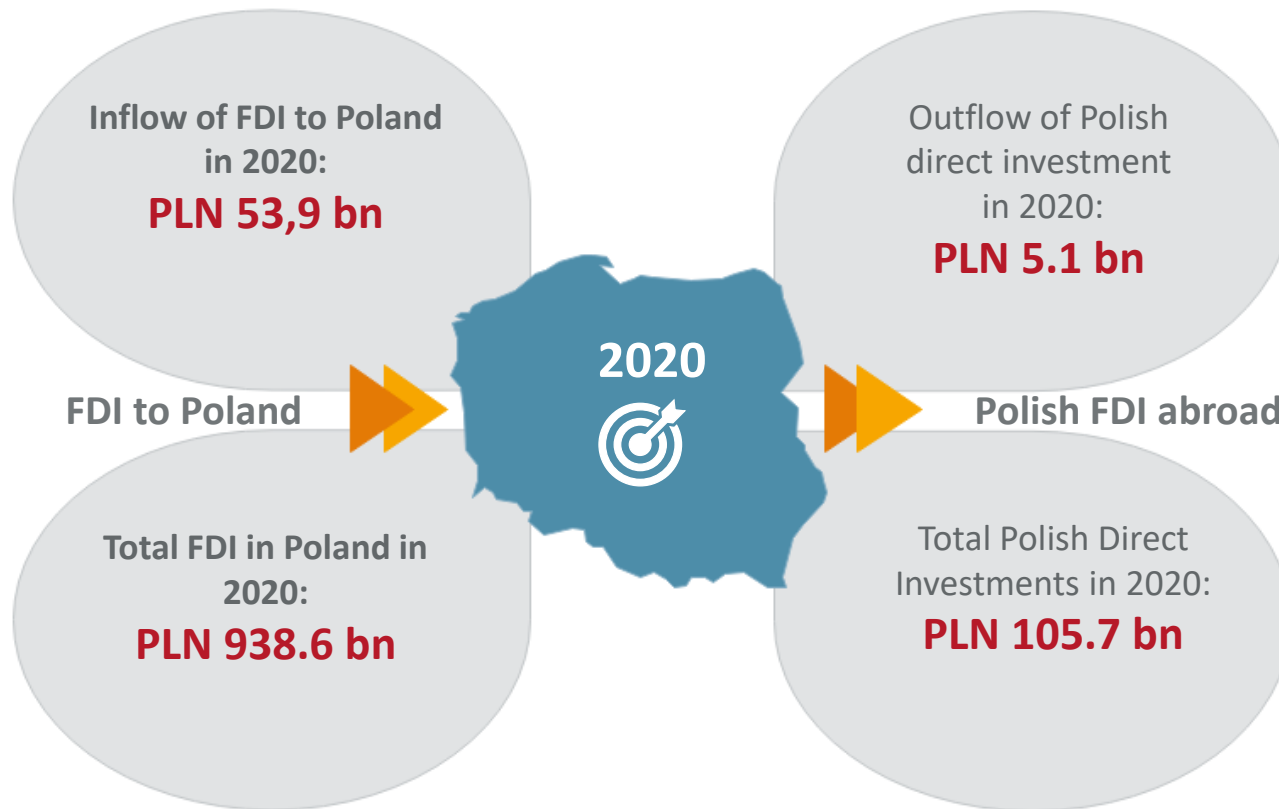 Inflow of FDI to Poland
in 2020:
PLN 53,9 bn
Outflow of Polish
direct investment
in 2020:
PLN 5.1 bn
2020
FDI to Poland
Polish FDI abroad
Total FDI in Poland in
2020:
PLN 938.6 bn
Total Polish Direct
Investments in 2020:
PLN 105.7 bn